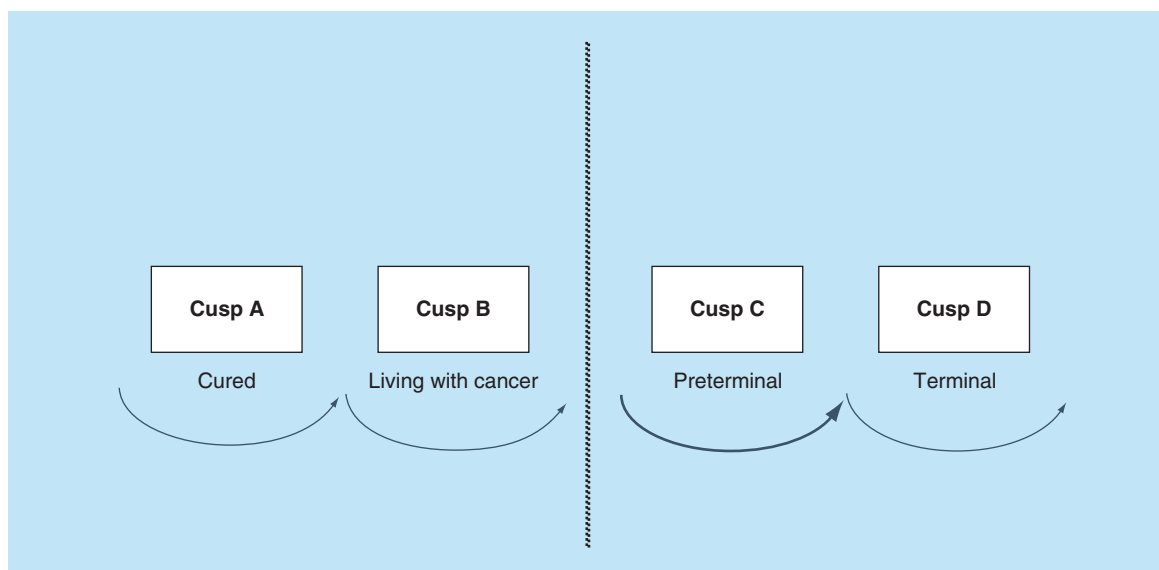 Cusp A
Cusp B
Cusp C
Cusp D
Cured
Living with cancer
Preterminal
Terminal